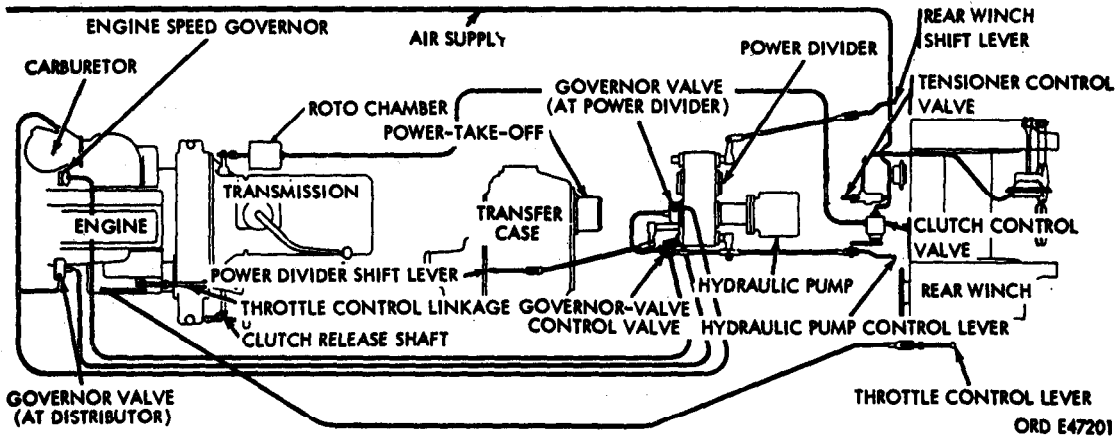 ENGINE SPEED GOVERNOR
AIR SUPPLY
REAR WINCH
SHIFT LEVER
CARBURETOR
POWER DIVIDER
GOVERNOR VALVE
(AT POWER DIVIDER)
TENSIONER CONTROL
VALVE
ROTO CHAMBER
POWER-TAKE-OFF
TRANSMISSION
ENGINE
TRANSFER
CASE
CLUTCH CONTROL
VALVE
POWER DIVIDER SHIFT LEVER
HYDRAULIC PUMP
REAR WINCH
THROTTLE CONTROL LINKAGE
GOVERNOR-VALVE
CONTROL VALVE
HYDRAULIC PUMP CONTROL LEVER
CLUTCH RELEASE SHAFT
GOVERNOR VALVE
(AT DISTRIBUTOR)
THROTTLE CONTROL LEVER
ORD E47201